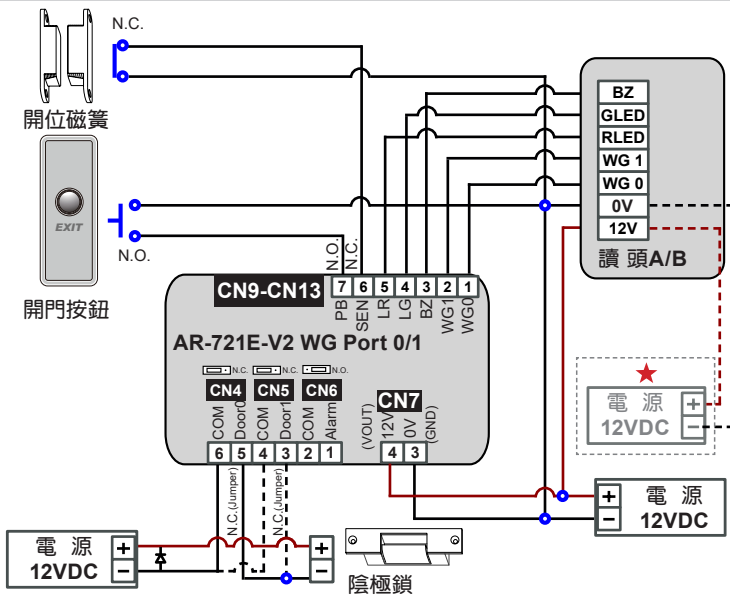 N.C.
開位磁簧
EXIT
N.O.
開門按鈕
BZ
GLED
RLED
WG 1
WG 0
0V
12V
讀 頭A/B
N.O.
N.C.
CN9-CN13
7 6 5 4 3 2 1
PB SEN LR LG BZ WG1 WG0
AR-721E-V2 WG Port 0/1
N.C. N.C. N.O.
CN4 CN5 CN6 CN7
COM Door0 COM Door1 COM Alarm
(VOUT) 12V 0V (GND)
6 5 4 3 2 1
4 3
N.C.(Jumper) N.C.(Jumper)
電 源 +
12VDC −
電 源
12VDC
+
−
電 源
12VDC
+
−
+
−
陰極鎖